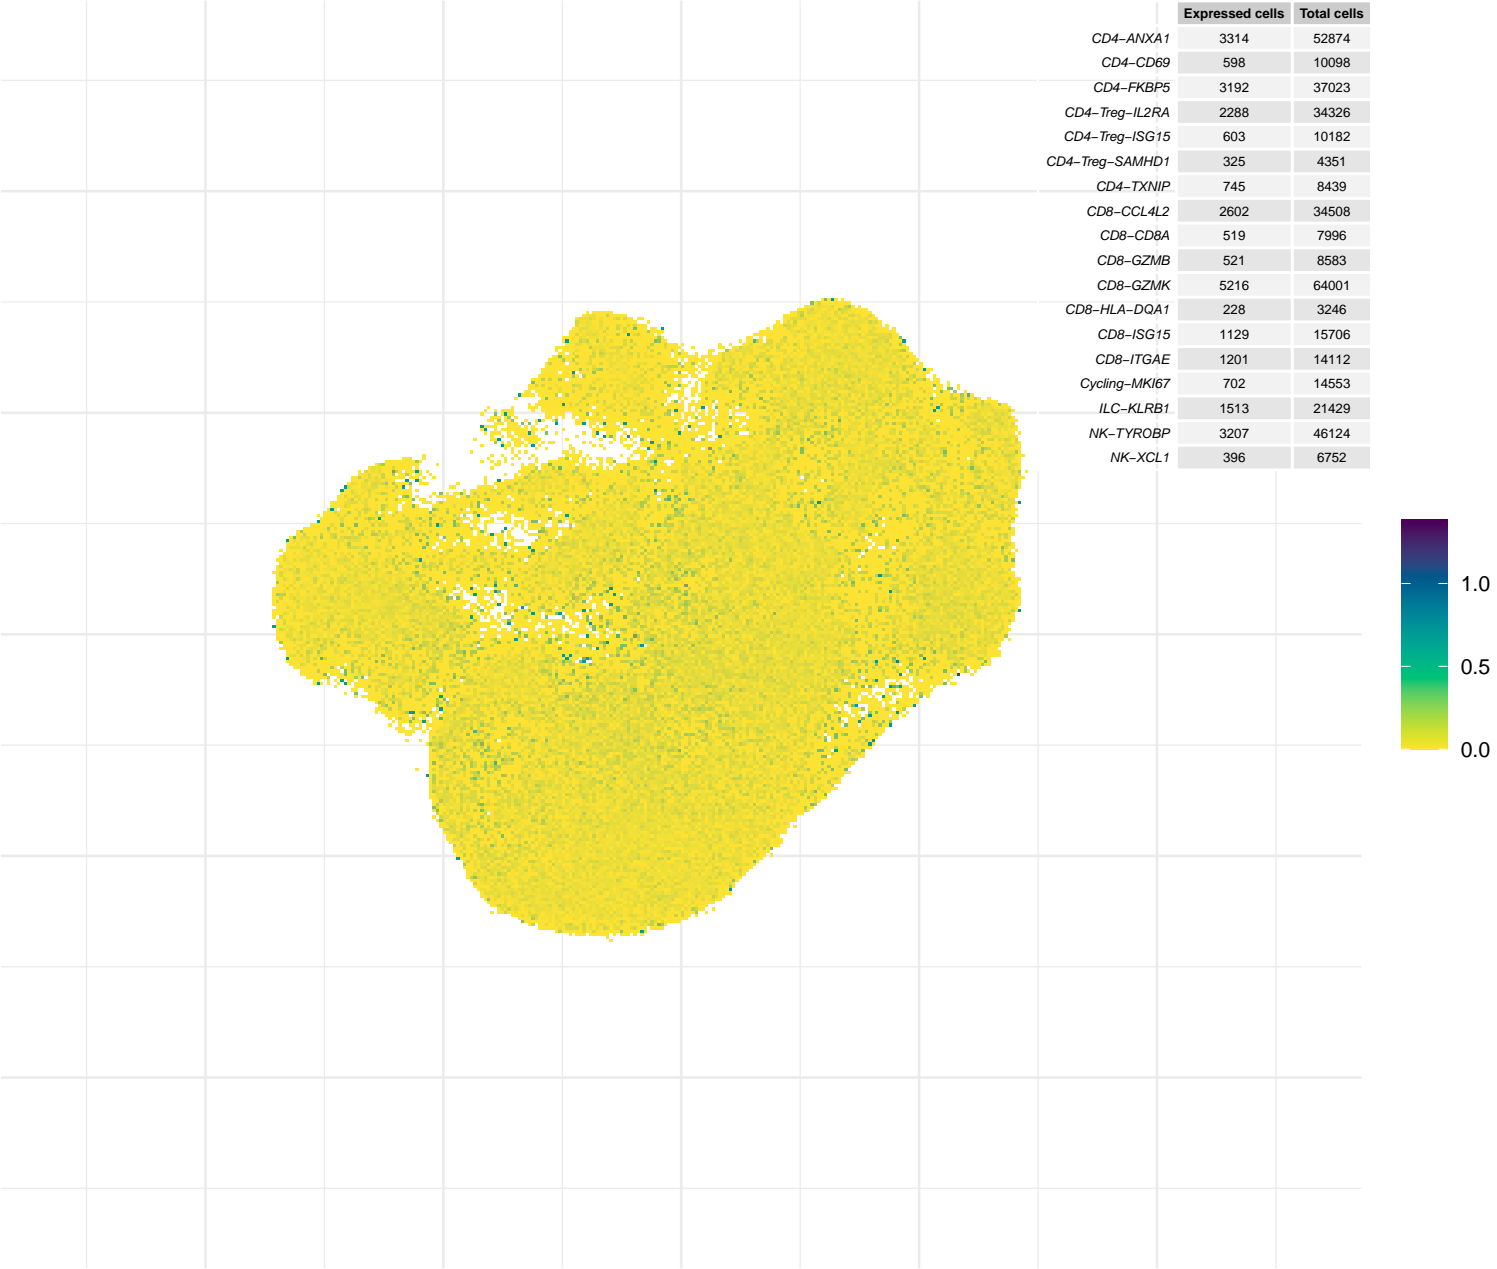 Expressed cells Total cells
CD4−ANXA1 3314 52874
CD4−CD69 598 10098
CD4−FKBP5 3192 37023
CD4−Treg−IL2RA 2288 34326
CD4−Treg−ISG15 603 10182
CD4−Treg−SAMHD1 325 4351
CD4−TXNIP 745 8439
CD8−CCL4L2 2602 34508
CD8−CD8A 519 7996
CD8−GZMB 521 8583
CD8−GZMK 5216 64001
CD8−HLA−DQA1 228 3246
CD8−ISG15 1129 15706
CD8−ITGAE 1201 14112
Cycling−MKI67 702 14553
ILC−KLRB1 1513 21429
NK−TYROBP 3207 46124
NK−XCL1 396 6752
1.0
0.5
0.0